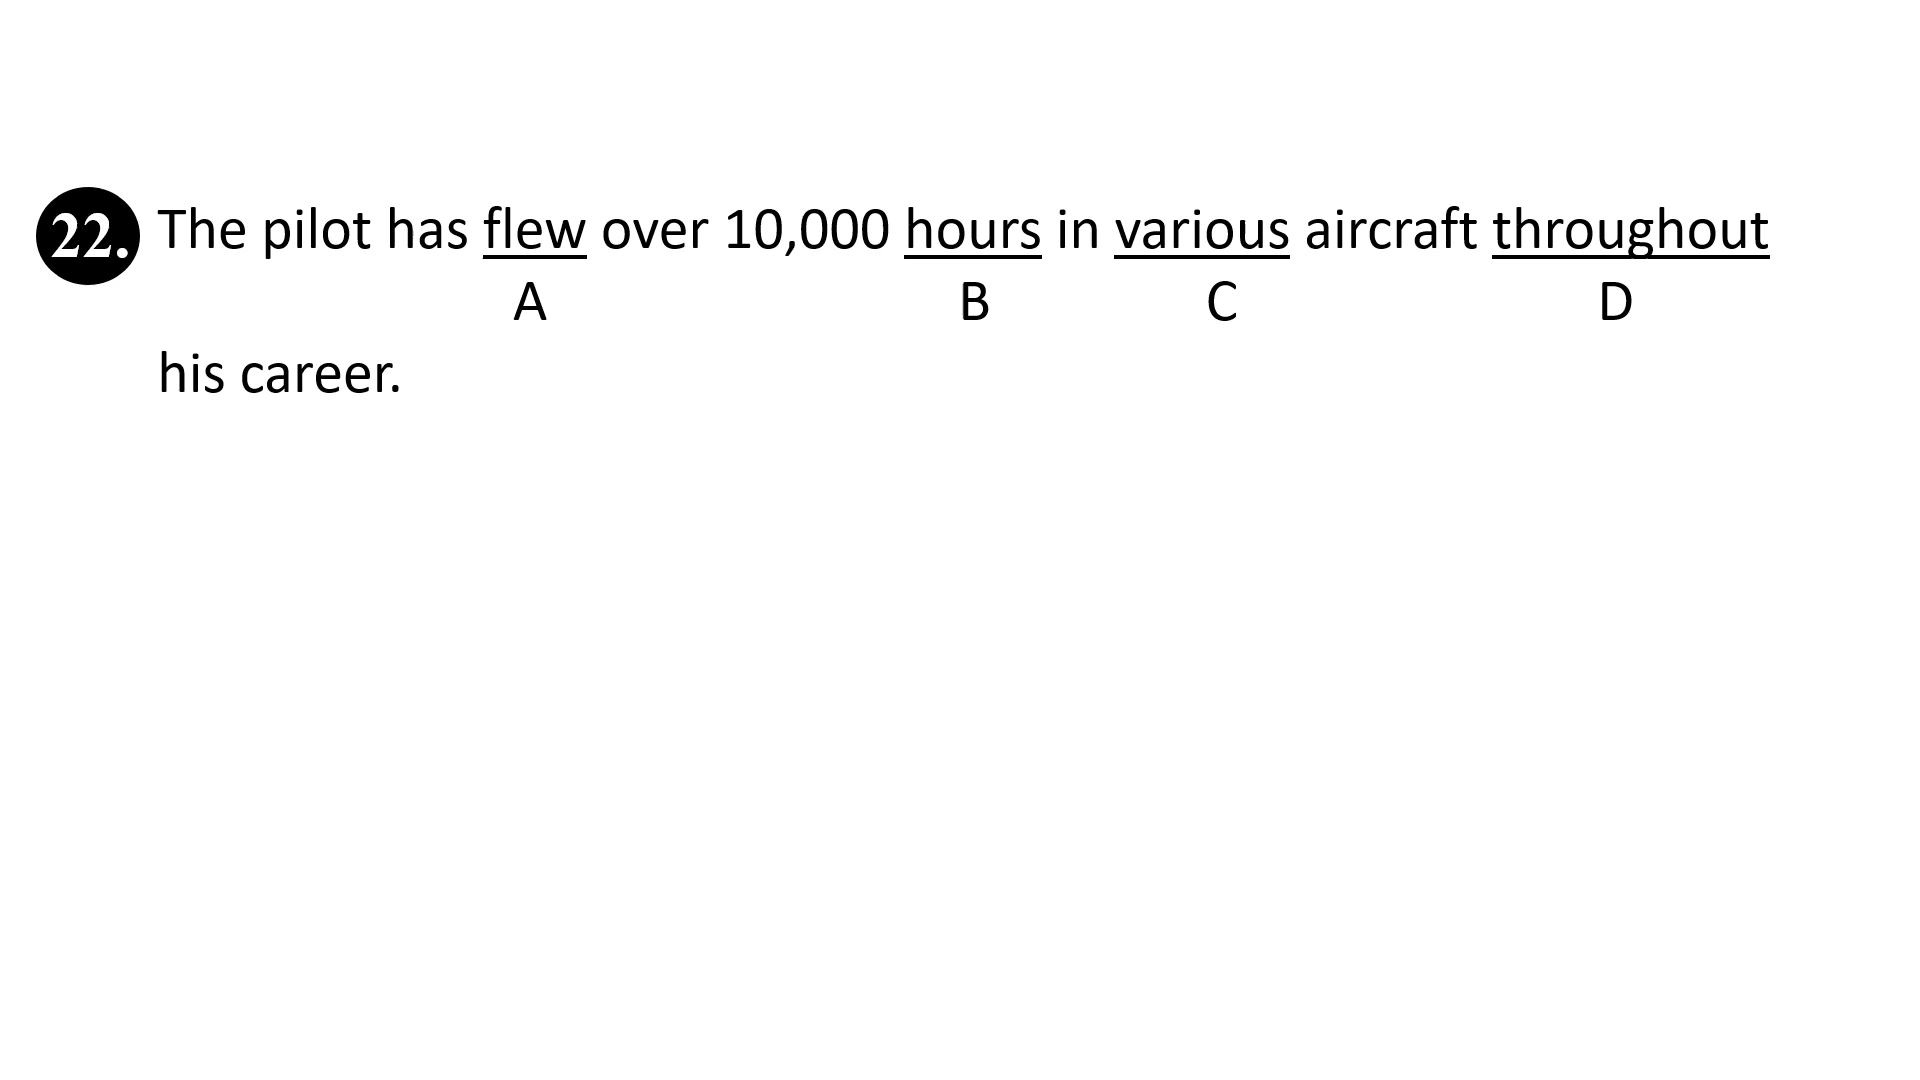 22. The pilot has flew over 10,000 hours in various aircraft throughout
A B C D
his career.